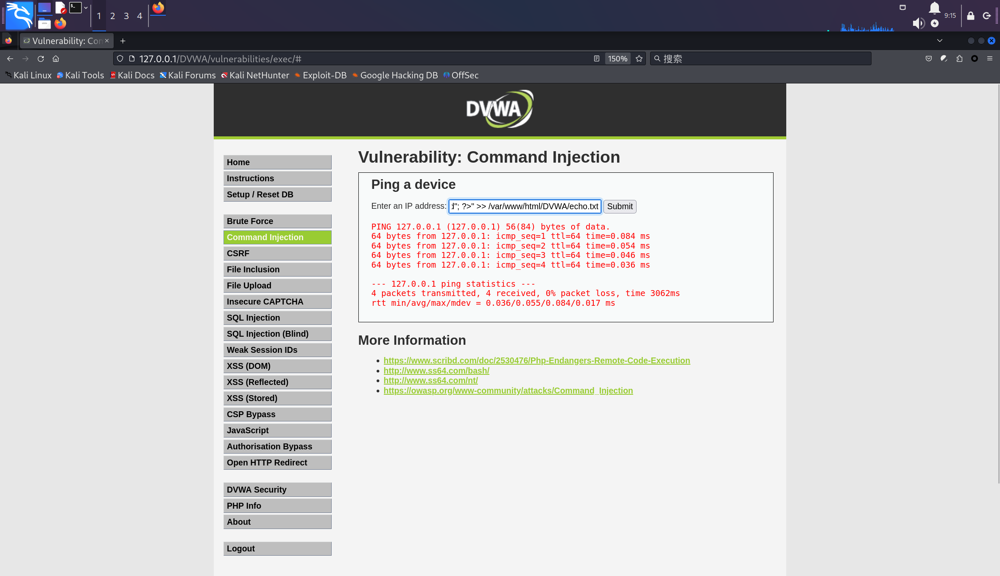 1 2 3 4
9:15
Vulnerability: Con
127.0.0.1/DVWA/vulnerabilities/exec/#
150%
搜索
Kali Linux Kali Tools Kali Docs Kali Forums Kali NetHunter Exploit-DB Google Hacking DB OffSec
DVWA
Home
Instructions
Setup / Reset DB
Brute Force
Command Injection
CSRF
File Inclusion
File Upload
Insecure CAPTCHA
SQL Injection
SQL Injection (Blind)
Weak Session IDs
XSS (DOM)
XSS (Reflected)
XSS (Stored)
CSP Bypass
JavaScript
Authorisation Bypass
Open HTTP Redirect
DVWA Security
PHP Info
About
Logout
Vulnerability: Command Injection
Ping a device
Enter an IP address: "; ?>" >> /var/www/html/DVWA/echo.txt Submit
PING 127.0.0.1 (127.0.0.1) 56(84) bytes of data.
64 bytes from 127.0.0.1: icmp_seq=1 ttl=64 time=0.084 ms
64 bytes from 127.0.0.1: icmp_seq=2 ttl=64 time=0.054 ms
64 bytes from 127.0.0.1: icmp_seq=3 ttl=64 time=0.046 ms
64 bytes from 127.0.0.1: icmp_seq=4 ttl=64 time=0.036 ms
--- 127.0.0.1 ping statistics ---
4 packets transmitted, 4 received, 0% packet loss, time 3062ms
rtt min/avg/max/mdev = 0.036/0.055/0.084/0.017 ms
More Information
https://www.scribd.com/doc/2530476/Php-Endangers-Remote-Code-Execution
http://www.ss64.com/bash/
http://www.ss64.com/nt/
https://owasp.org/www-community/attacks/Command_Injection